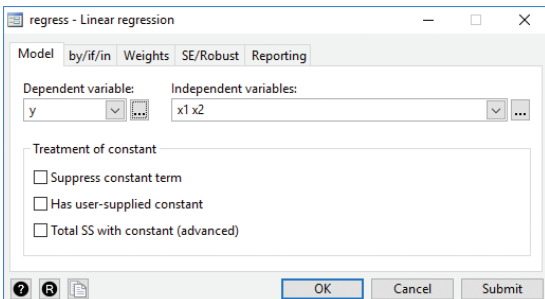 regress - Linear regression
Model by/if/in Weights SE/Robust Reporting
Dependent variable: Independent variables:
y ... x1 x2 ...
Treatment of constant
Suppress constant term
Has user-supplied constant
Total SS with constant (advanced)
? R OK Cancel Submit